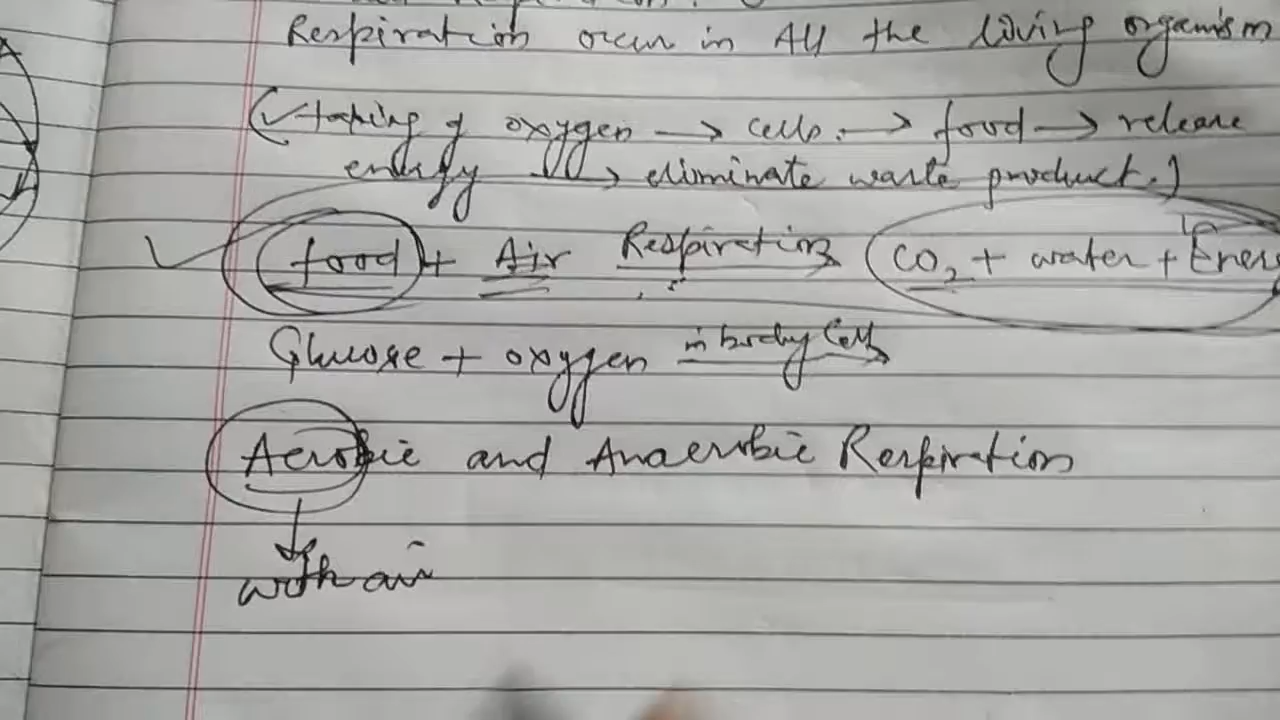 Respiration occur in All the living organism
(taking of oxygen → cells. → food → release
energy → eliminate waste product.)
food + Air Respiration CO2 + water + Ener
Glucose + oxygen in body Cells
Aerobic and Anaerobic Respiration
with air